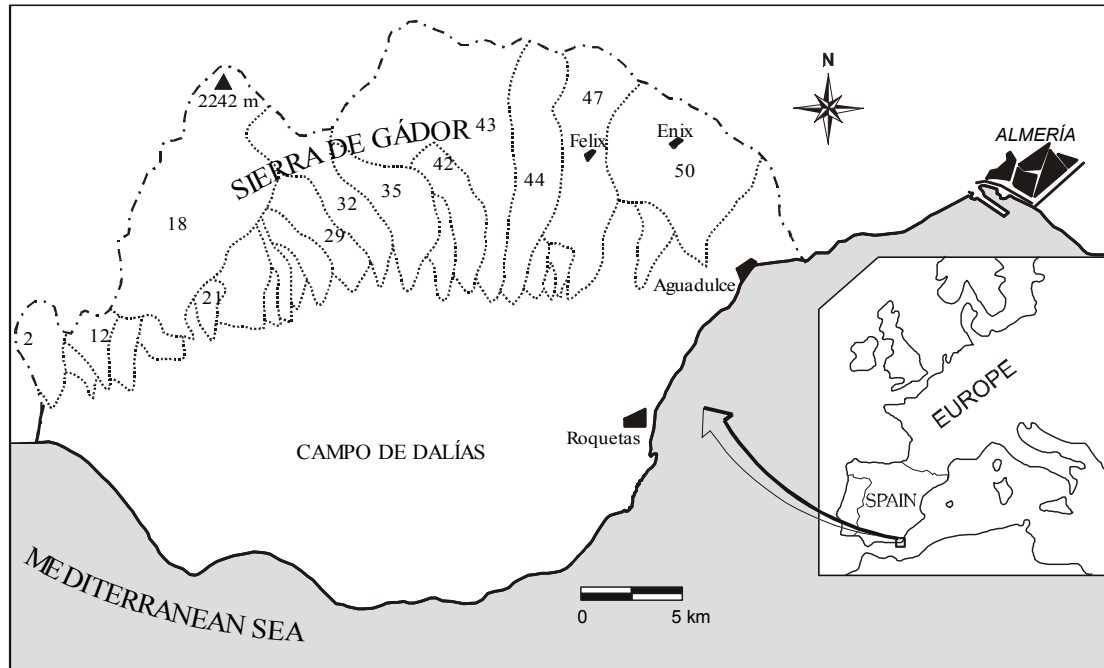 N
2242 m
SIERRA DE GÁDOR
47
43
Felix
Enix
ALMERÍA
42
50
44
35
32
18
29
21
Aguadulce
2
12
EUROPE
Roquetas
CAMPO DE DALÍAS
SPAIN
MEDITERRANEAN SEA
0 5 km